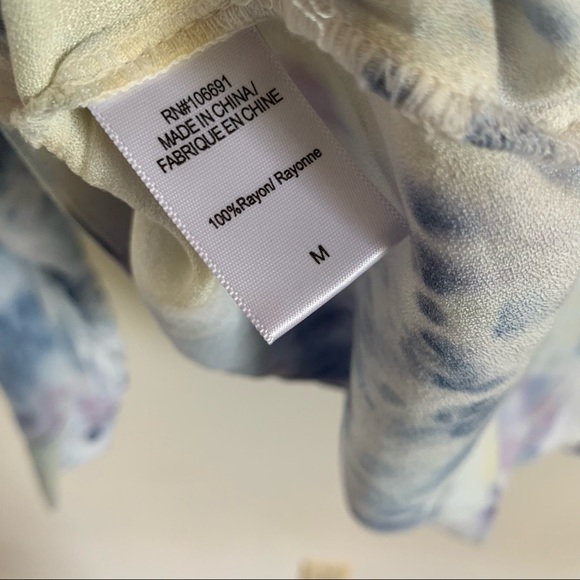 RN#106691
MADE IN CHINA/
FABRIQUE EN CHINE
100%Rayon/ Rayonne
M